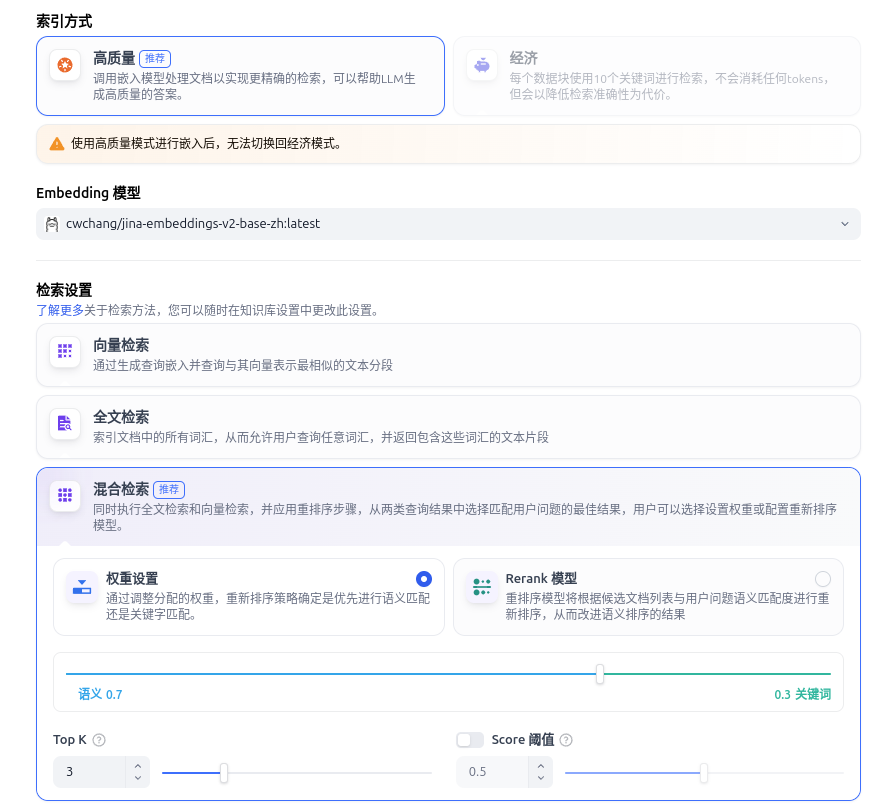 索引方式
高质量 推荐
调用嵌入模型处理文档以实现更精确的检索，可以帮助LLM生
成高质量的答案。
经济
每个数据块使用10个关键词进行检索，不会消耗任何tokens，
但会以降低检索准确性为代价。
使用高质量模式进行嵌入后，无法切换回经济模式。
Embedding 模型
cwchang/jina-embeddings-v2-base-zh:latest
检索设置
了解更多关于检索方法，您可以随时在知识库设置中更改此设置。
向量检索
通过生成查询嵌入并查询与其向量表示最相似的文本分段
全文检索
索引文档中的所有词汇，从而允许用户查询任意词汇，并返回包含这些词汇的文本片段
混合检索 推荐
同时执行全文检索和向量检索，并应用重排序步骤，从两类查询结果中选择匹配用户问题的最佳结果，用户可以选择设置权重或配置重新排序
模型。
权重设置
通过调整分配的权重，重新排序策略确定是优先进行语义匹配
还是关键字匹配。
Rerank 模型
重排序模型将根据候选文档列表与用户问题语义匹配度进行重
新排序，从而改进语义排序的结果
语义 0.7
0.3 关键词
Top K
3
Score 阈值
0.5